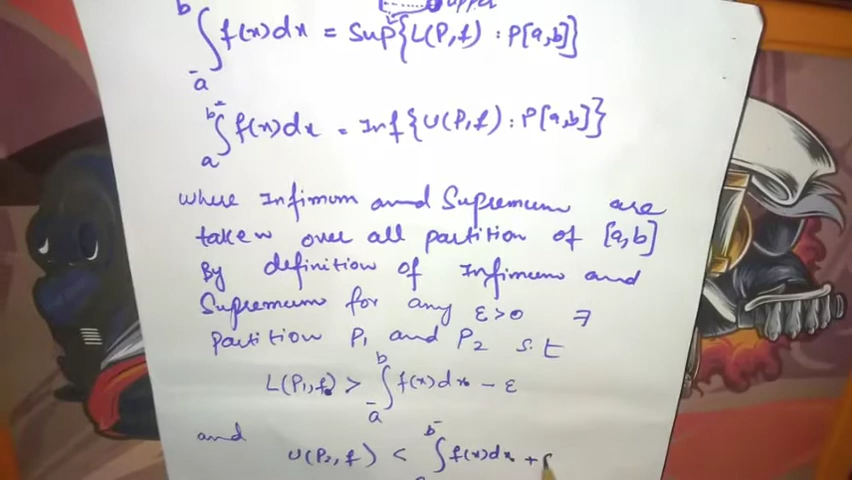 upper
∫_a^b f(x)dx = Sup{L(P,f) : P[a,b]}
∫_a^b̄ f(x)dx = Inf{U(P,f) : P[a,b]}
where Infimum and Supremum are
taken over all partition of [a,b]
By definition of Infimum and
Supremum for any ε>0 ∃
partition P₁ and P₂ s.t
L(P₁,f) > ∫_a^b f(x)dx - ε
and
U(P₂,f) < ∫^b̄ f(x)dx +